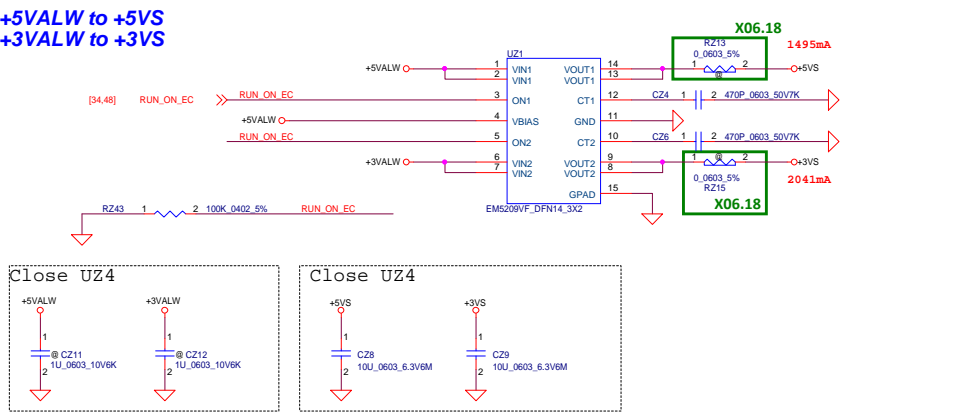 +5VALW to +5VS
+3VALW to +3VS
X06.18
RZ13
0_0603_5%
1495mA
UZ1
+5VALW
1
2
VIN1
VIN1
VOUT1
VOUT1
14
13
1 2
@
+5VS
[34,48] RUN_ON_EC
RUN_ON_EC
3
ON1
CT1
12
CZ4 1 2 470P_0603_50V7K
+5VALW
4
VBIAS
GND
11
RUN_ON_EC
5
ON2
CT2
10
CZ6 1 2 470P_0603_50V7K
+3VALW
6
7
VIN2
VIN2
VOUT2
VOUT2
9
8
1 @ 2
+3VS
0_0603_5%
RZ15
2041mA
X06.18
GPAD
15
EM5209VF_DFN14_3X2
RZ43 1 2 100K_0402_5% RUN_ON_EC
Close UZ4
+5VALW
+3VALW
1
@ CZ11
1U_0603_10V6K
2
1
@ CZ12
1U_0603_10V6K
2
Close UZ4
+5VS
+3VS
1
CZ8
10U_0603_6.3V6M
2
1
CZ9
10U_0603_6.3V6M
2